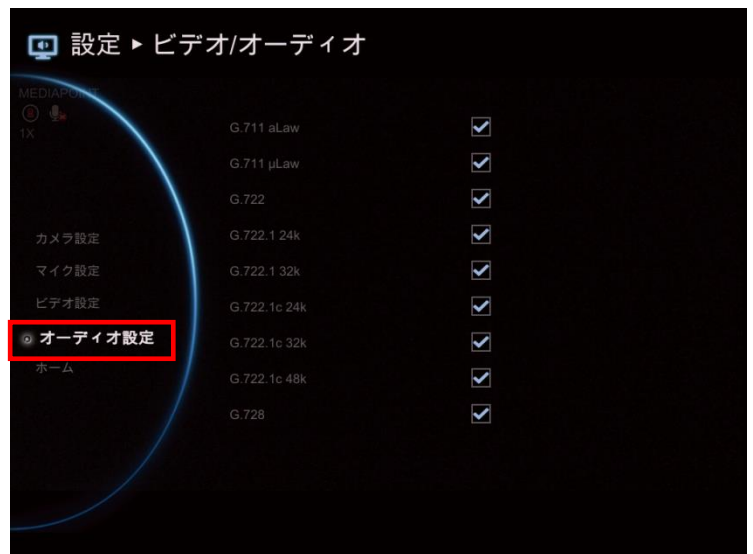 設定 ▸ ビデオ/オーディオ
MEDIAPOINT
1X
カメラ設定
マイク設定
ビデオ設定
オーディオ設定
ホーム
G.711 aLaw
G.711 µLaw
G.722
G.722.1 24k
G.722.1 32k
G.722.1c 24k
G.722.1c 32k
G.722.1c 48k
G.728